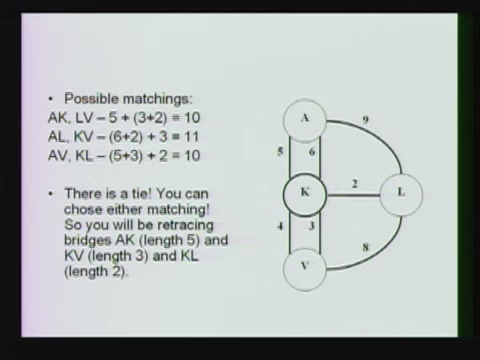 • Possible matchings:
AK, LV – 5 + (3+2) = 10
AL, KV – (6+2) + 3 = 11
AV, KL – (5+3) + 2 = 10
• There is a tie! You can
chose either matching!
So you will be retracing
bridges AK (length 5) and
KV (length 3) and KL
(length 2).
A
9
5
6
K
2
L
4
3
V
8